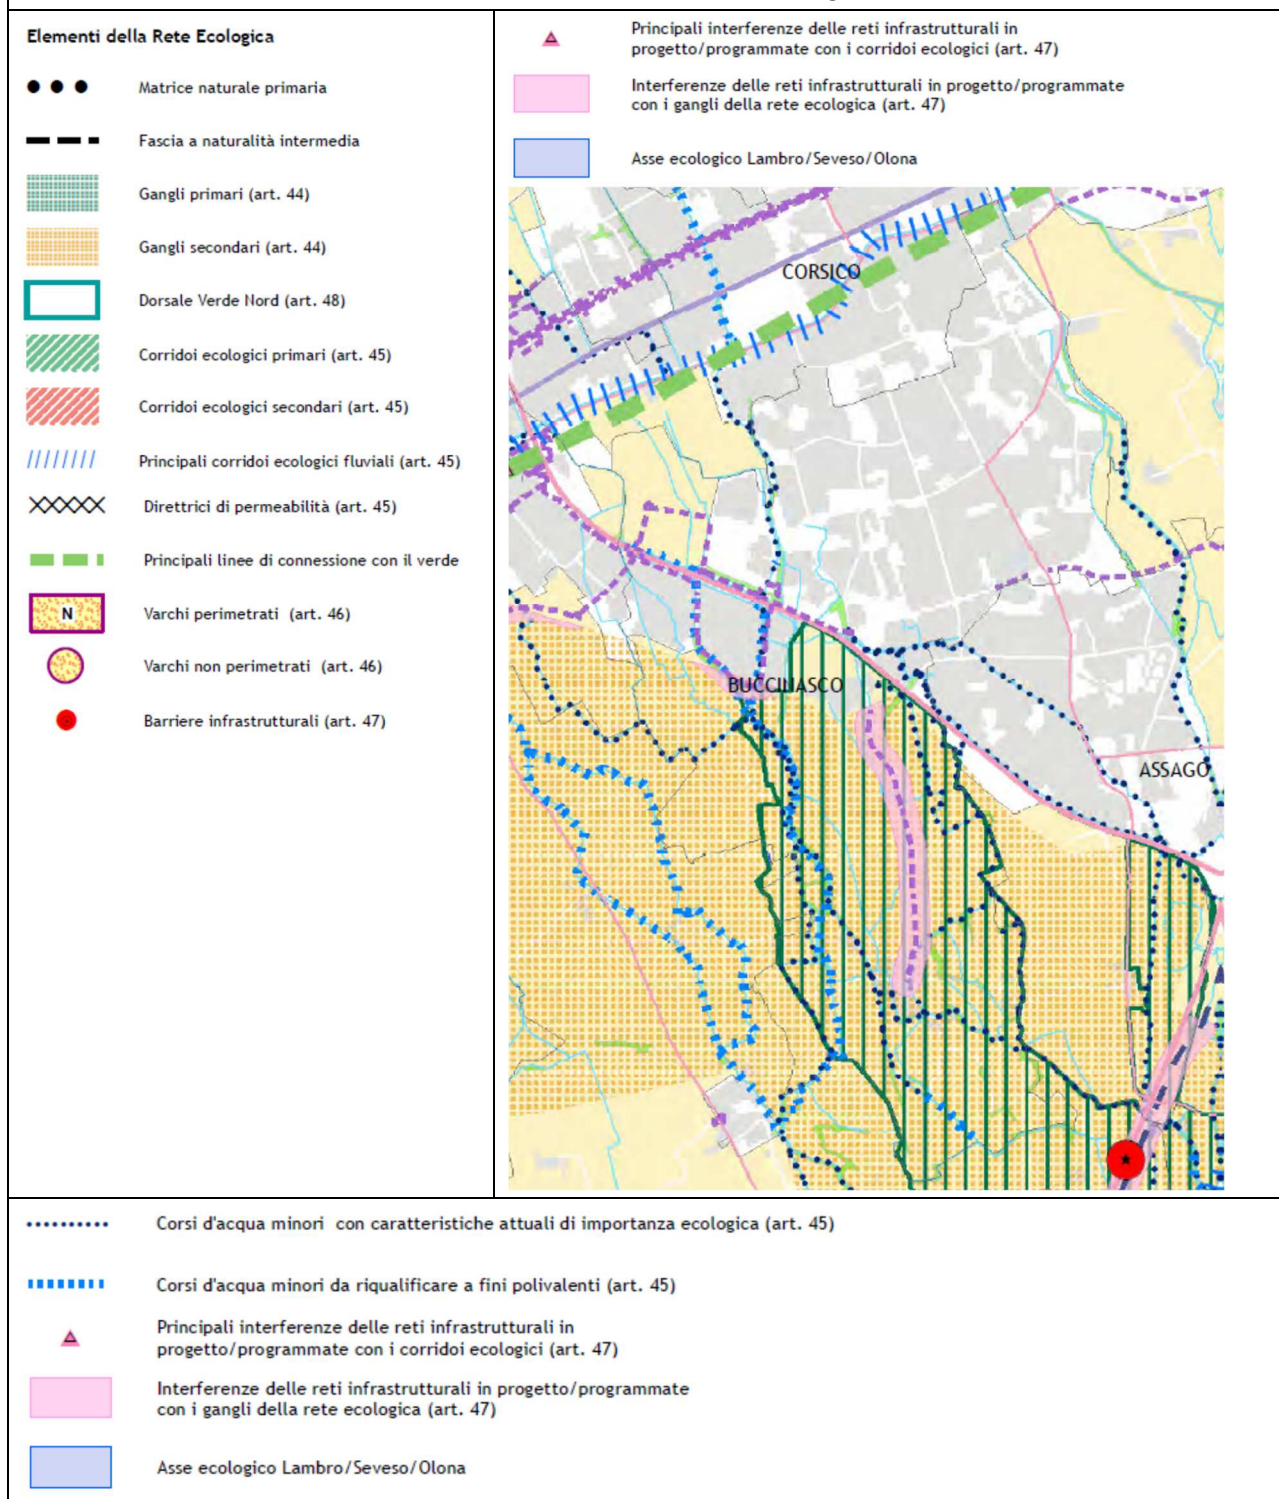 Elementi della Rete Ecologica
Matrice naturale primaria
Fascia a naturalità intermedia
Gangli primari (art. 44)
Gangli secondari (art. 44)
Dorsale Verde Nord (art. 48)
Corridoi ecologici primari (art. 45)
Corridoi ecologici secondari (art. 45)
Principali corridoi ecologici fluviali (art. 45)
Direttrici di permeabilità (art. 45)
Principali linee di connessione con il verde
N
Varchi perimetrati (art. 46)
Varchi non perimetrati (art. 46)
Barriere infrastrutturali (art. 47)
Principali interferenze delle reti infrastrutturali in
progetto/programmate con i corridoi ecologici (art. 47)
Interferenze delle reti infrastrutturali in progetto/programmate
con i gangli della rete ecologica (art. 47)
Asse ecologico Lambro/Seveso/Olona
CORSICO
BUCCINASCO
ASSAGO
Corsi d'acqua minori con caratteristiche attuali di importanza ecologica (art. 45)
Corsi d'acqua minori da riqualificare a fini polivalenti (art. 45)
Principali interferenze delle reti infrastrutturali in
progetto/programmate con i corridoi ecologici (art. 47)
Interferenze delle reti infrastrutturali in progetto/programmate
con i gangli della rete ecologica (art. 47)
Asse ecologico Lambro/Seveso/Olona